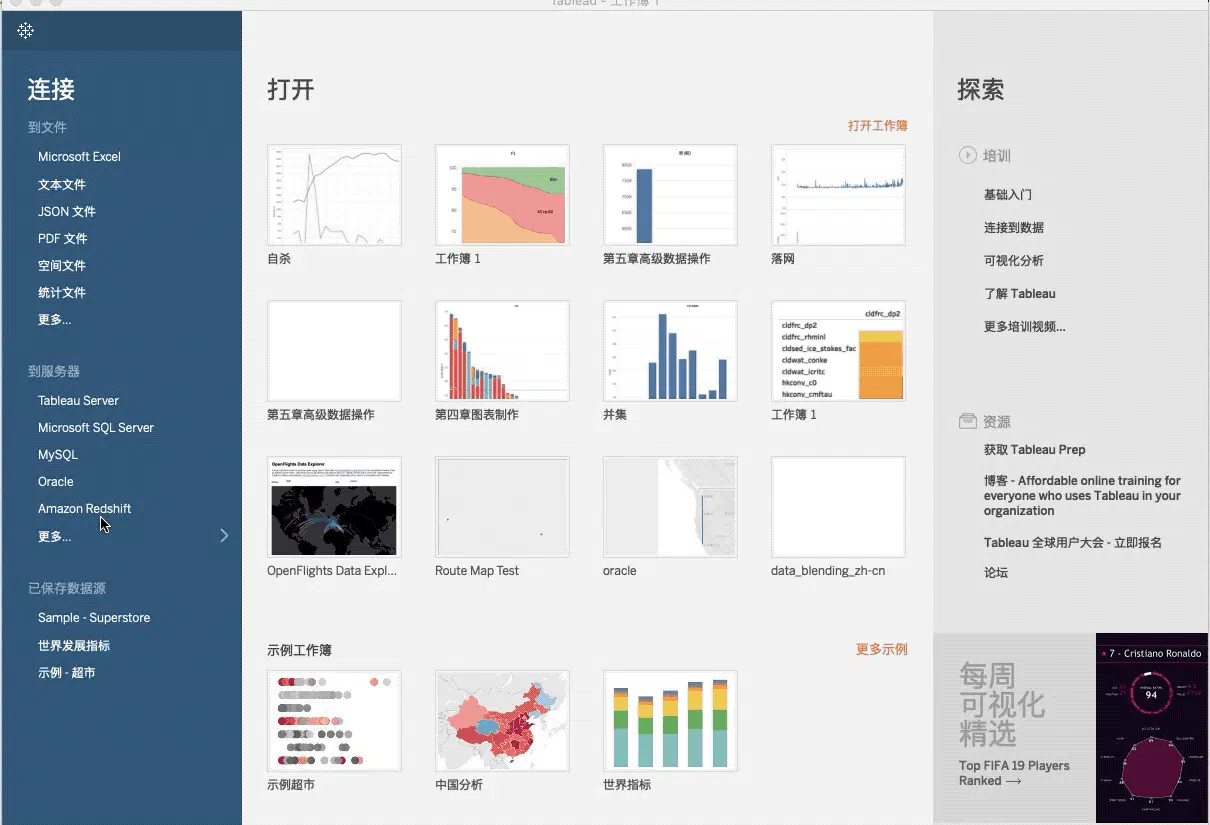 Tableau - 工作簿 1
连接
到文件
Microsoft Excel
文本文件
JSON 文件
PDF 文件
空间文件
统计文件
更多...
到服务器
Tableau Server
Microsoft SQL Server
MySQL
Oracle
Amazon Redshift
更多...
已保存数据源
Sample - Superstore
世界发展指标
示例 - 超市
打开
打开工作簿
自杀
工作簿 1
第五章高级数据操作
落网
第五章高级数据操作
第四章图表制作
并集
cldfrc_dp2
cldfrc_dp2
cldfrc_rhminl
cldsed_ice_stokes_fac
cldwat_conke
cldwat_icritc
hkconv_c0
hkconv_cmftau
工作簿 1
OpenFlights Data Explorer
OpenFlights Data Expl...
Route Map Test
oracle
data_blending_zh-cn
示例工作簿
更多示例
示例超市
中国分析
世界指标
探索
培训
基础入门
连接到数据
可视化分析
了解 Tableau
更多培训视频...
资源
获取 Tableau Prep
博客 - Affordable online training for
everyone who uses Tableau in your
organization
Tableau 全球用户大会 - 立即报名
论坛
每周
可视化
精选
Top FIFA 19 Players
Ranked →
7 - Cristiano Ronaldo
94